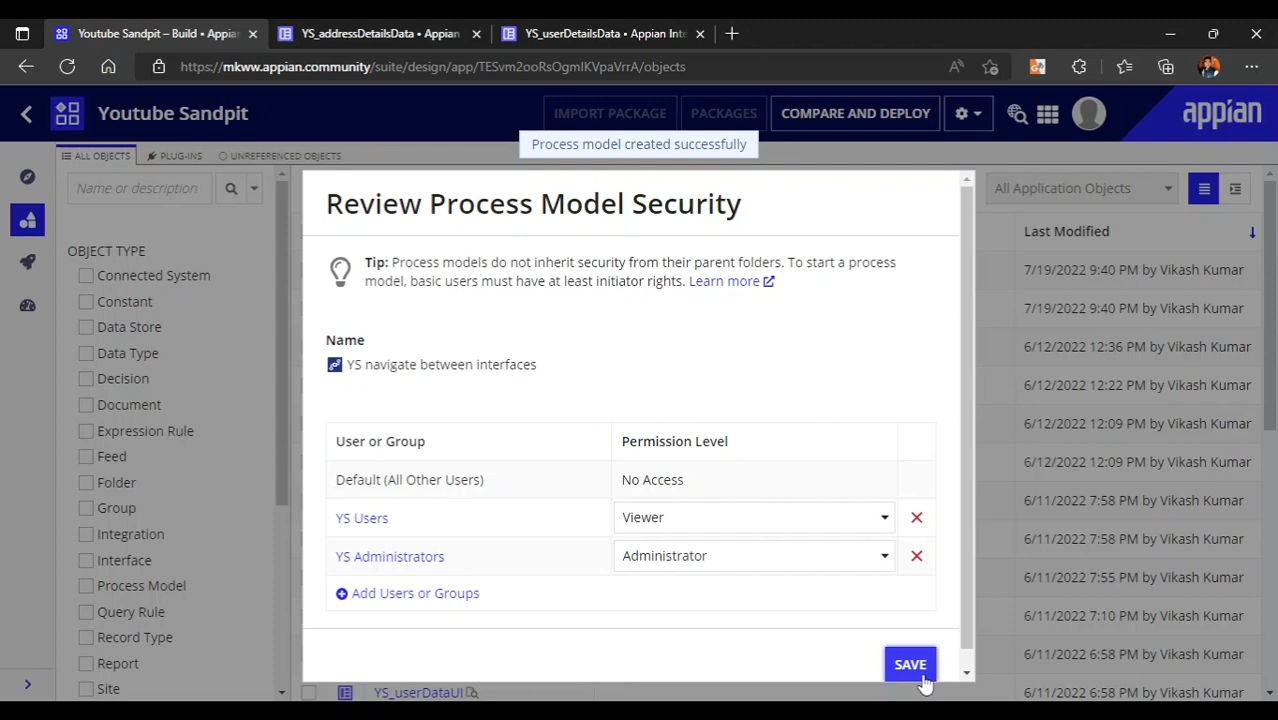 Youtube Sandpit – Build • Appian
YS_addressDetailsData • Appian
YS_userDetailsData • Appian Inte
https://mkww.appian.community/suite/design/app/TESvm2ooRsOgmIKVpaVrrA/objects
Youtube Sandpit
IMPORT PACKAGE
PACKAGES
COMPARE AND DEPLOY
appian
Process model created successfully
ALL OBJECTS
PLUG-INS
UNREFERENCED OBJECTS
Name or description
OBJECT TYPE
Connected System
Constant
Data Store
Data Type
Decision
Document
Expression Rule
Feed
Folder
Group
Integration
Interface
Process Model
Query Rule
Record Type
Report
Site
Review Process Model Security
Tip: Process models do not inherit security from their parent folders. To start a process
model, basic users must have at least initiator rights. Learn more
Name
YS navigate between interfaces
User or Group Permission Level
Default (All Other Users) No Access
YS Users Viewer
YS Administrators Administrator
Add Users or Groups
SAVE
YS_userDataUI
All Application Objects
Last Modified
7/19/2022 9:40 PM by Vikash Kumar
7/19/2022 9:40 PM by Vikash Kumar
6/12/2022 12:36 PM by Vikash Kumar
6/12/2022 12:22 PM by Vikash Kumar
6/12/2022 12:09 PM by Vikash Kumar
6/12/2022 12:09 PM by Vikash Kumar
6/11/2022 7:58 PM by Vikash Kumar
6/11/2022 7:58 PM by Vikash Kumar
6/11/2022 7:55 PM by Vikash Kumar
6/11/2022 7:10 PM by Vikash Kumar
6/11/2022 6:58 PM by Vikash Kumar
6/11/2022 6:58 PM by Vikash Kumar